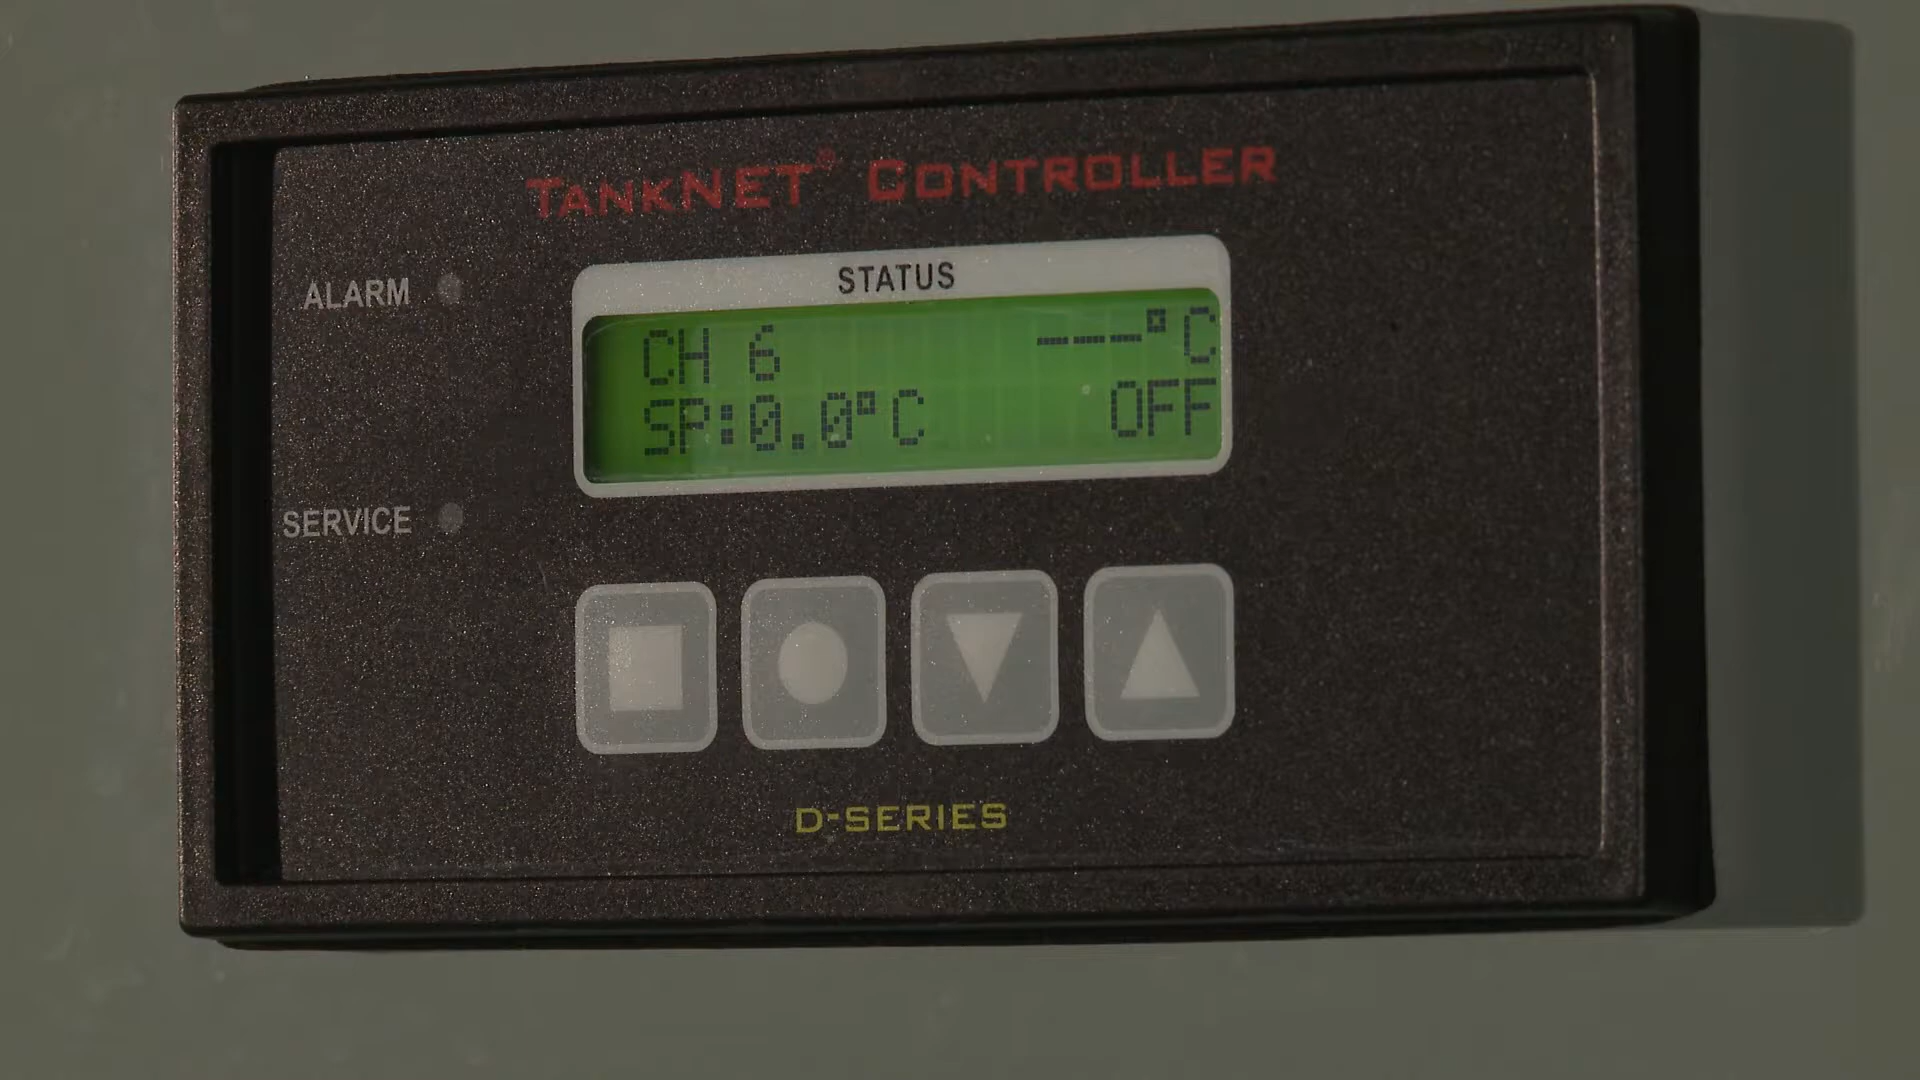 TANKNET® CONTROLLER
STATUS
ALARM
CH 6 ---°C
SP:0.0°C OFF
SERVICE
D-SERIES